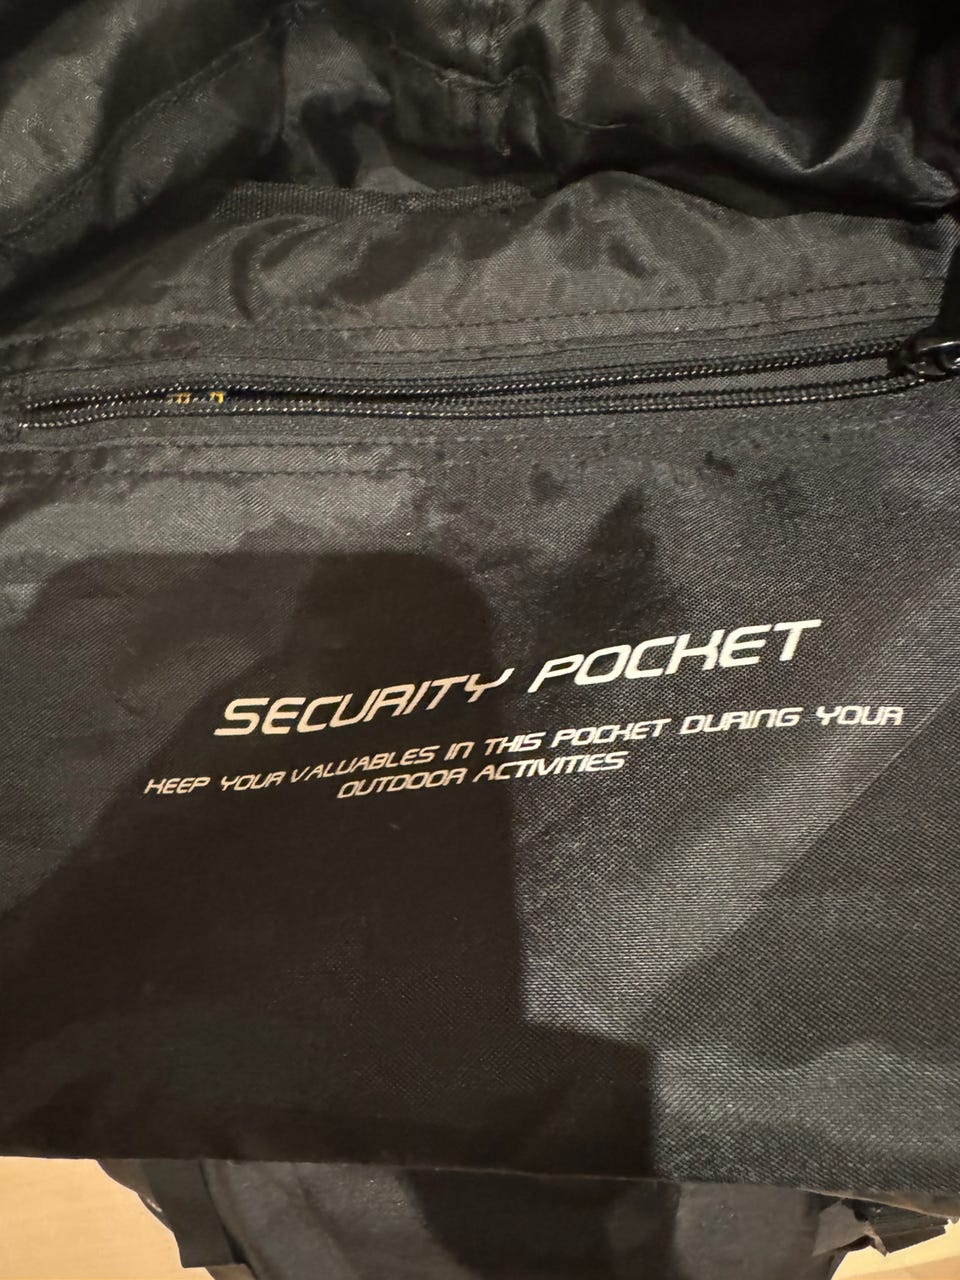 SECURITY POCKET
KEEP YOUR VALUABLES IN THIS POCKET DURING YOUR
OUTDOOR ACTIVITIES